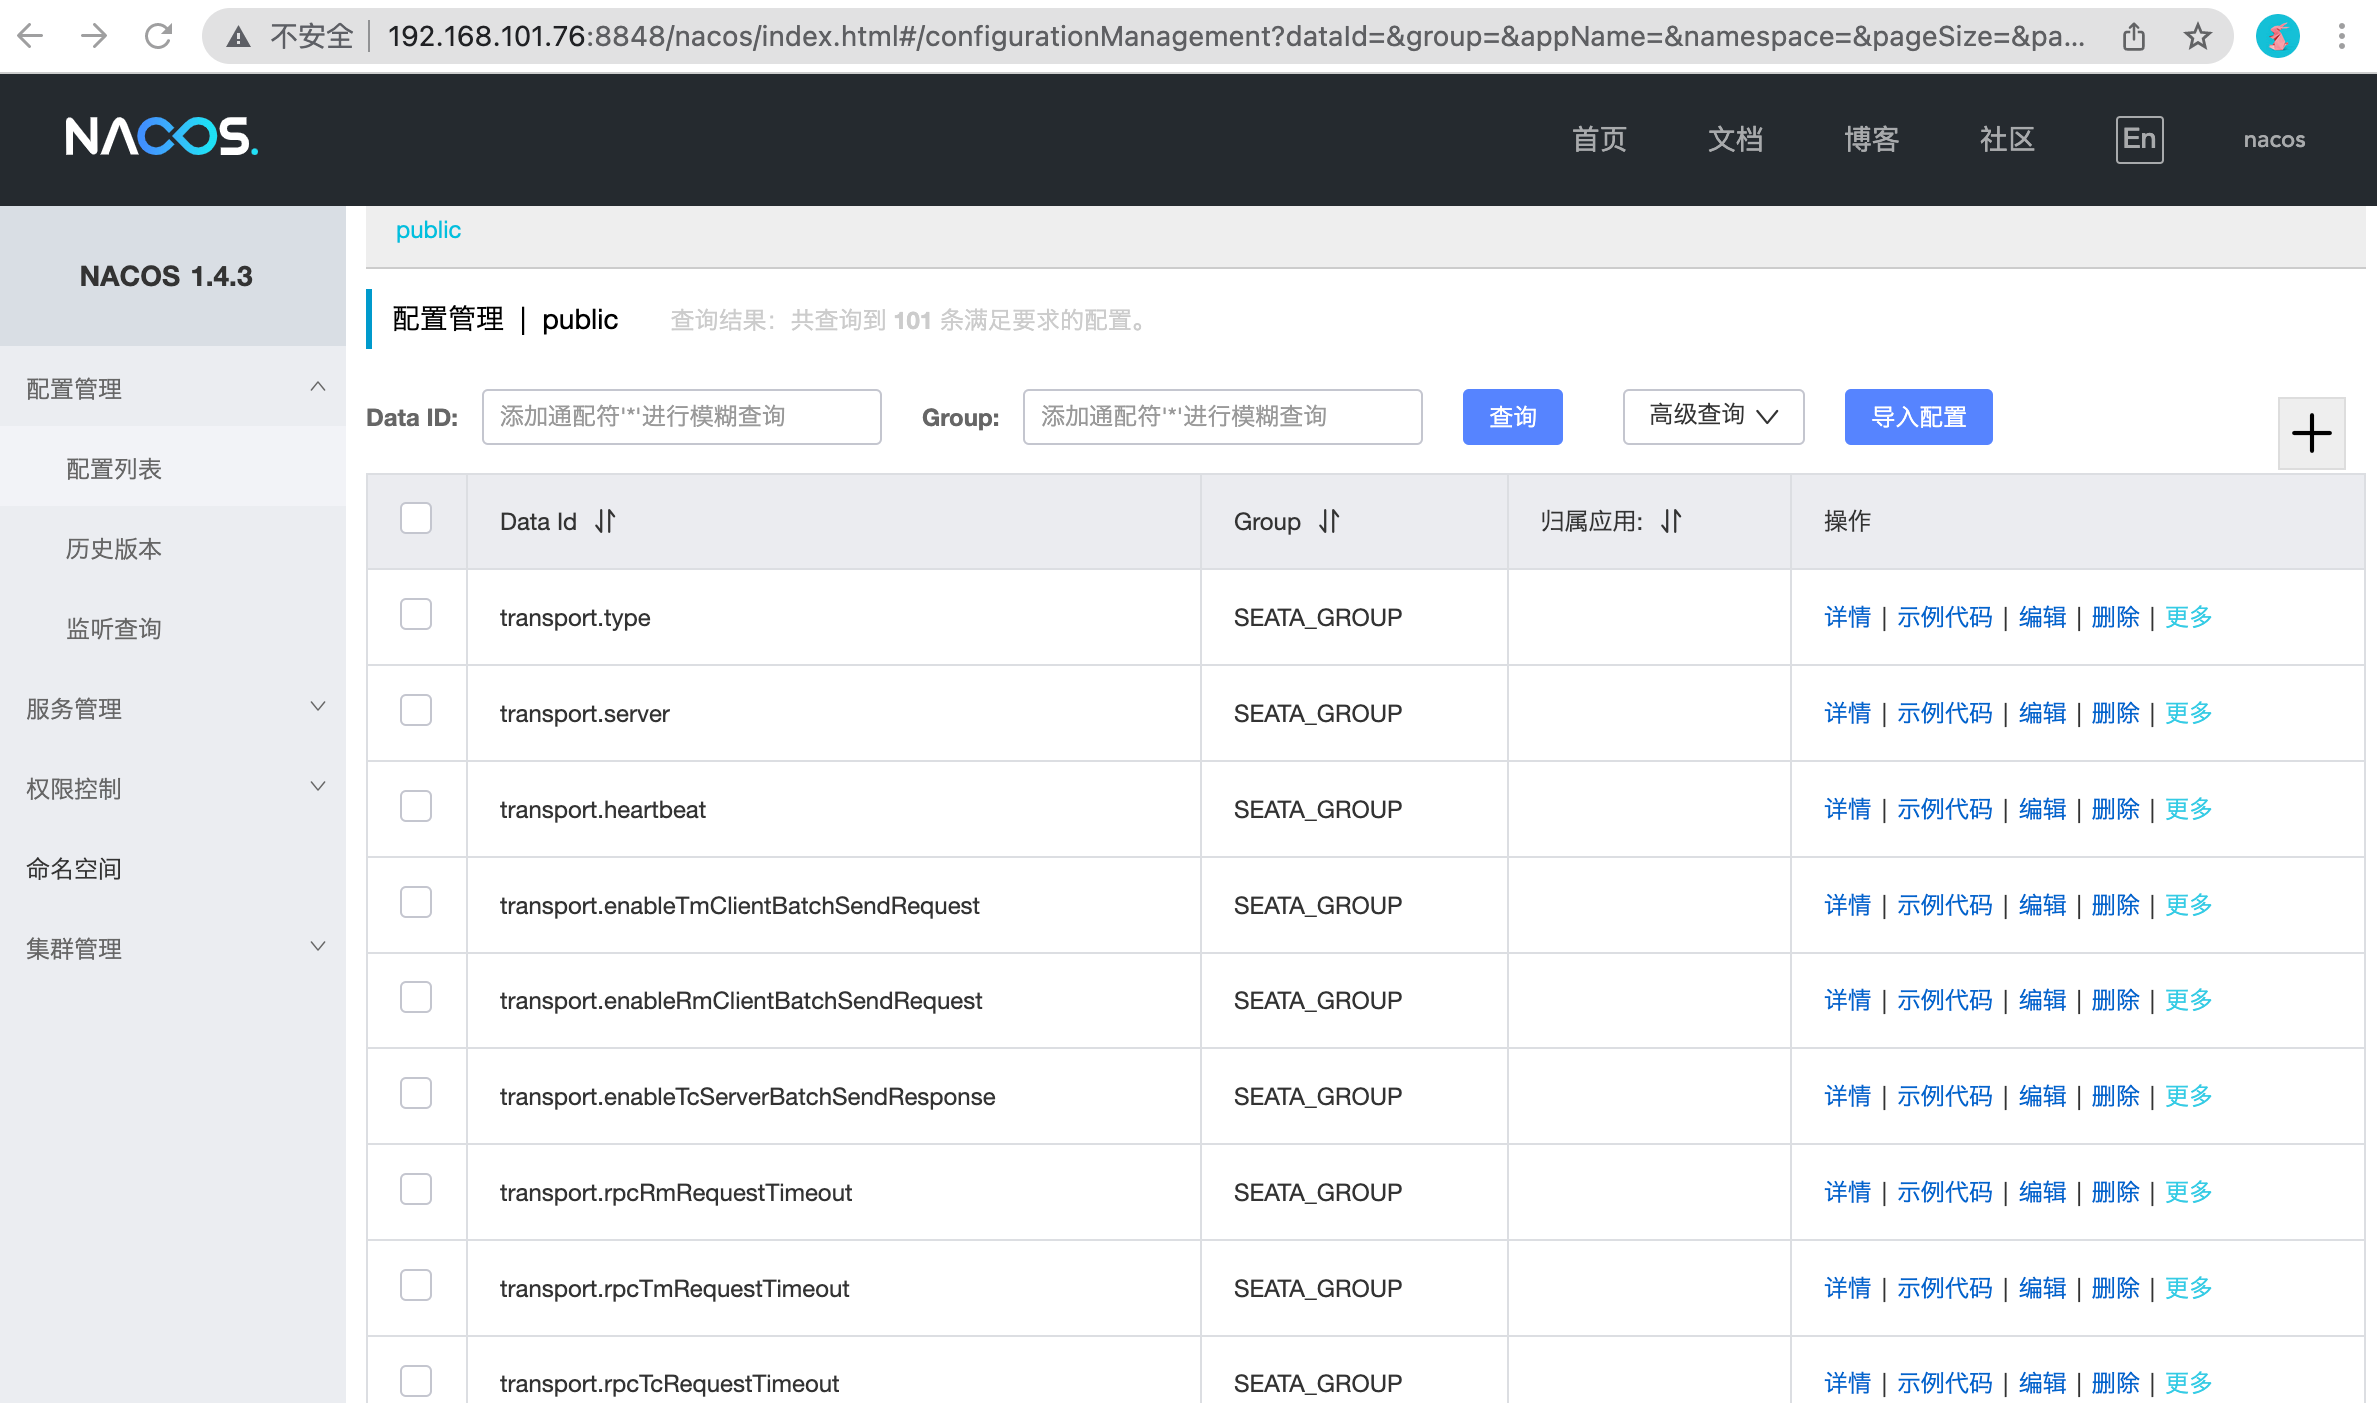 不安全 192.168.101.76:8848/nacos/index.html#/configurationManagement?dataId=&group=&appName=&namespace=&pageSize=&pa...
NACOS. 首页 文档 博客 社区 En nacos
NACOS 1.4.3
配置管理
配置列表
历史版本
监听查询
服务管理
权限控制
命名空间
集群管理
public
配置管理 | public 查询结果：共查询到 101 条满足要求的配置。
Data ID: 添加通配符'*'进行模糊查询 Group: 添加通配符'*'进行模糊查询 查询 高级查询 导入配置
Data Id Group 归属应用: 操作
transport.type SEATA_GROUP 详情 | 示例代码 | 编辑 | 删除 | 更多
transport.server SEATA_GROUP 详情 | 示例代码 | 编辑 | 删除 | 更多
transport.heartbeat SEATA_GROUP 详情 | 示例代码 | 编辑 | 删除 | 更多
transport.enableTmClientBatchSendRequest SEATA_GROUP 详情 | 示例代码 | 编辑 | 删除 | 更多
transport.enableRmClientBatchSendRequest SEATA_GROUP 详情 | 示例代码 | 编辑 | 删除 | 更多
transport.enableTcServerBatchSendResponse SEATA_GROUP 详情 | 示例代码 | 编辑 | 删除 | 更多
transport.rpcRmRequestTimeout SEATA_GROUP 详情 | 示例代码 | 编辑 | 删除 | 更多
transport.rpcTmRequestTimeout SEATA_GROUP 详情 | 示例代码 | 编辑 | 删除 | 更多
transport.rpcTcRequestTimeout SEATA_GROUP 详情 | 示例代码 | 编辑 | 删除 | 更多